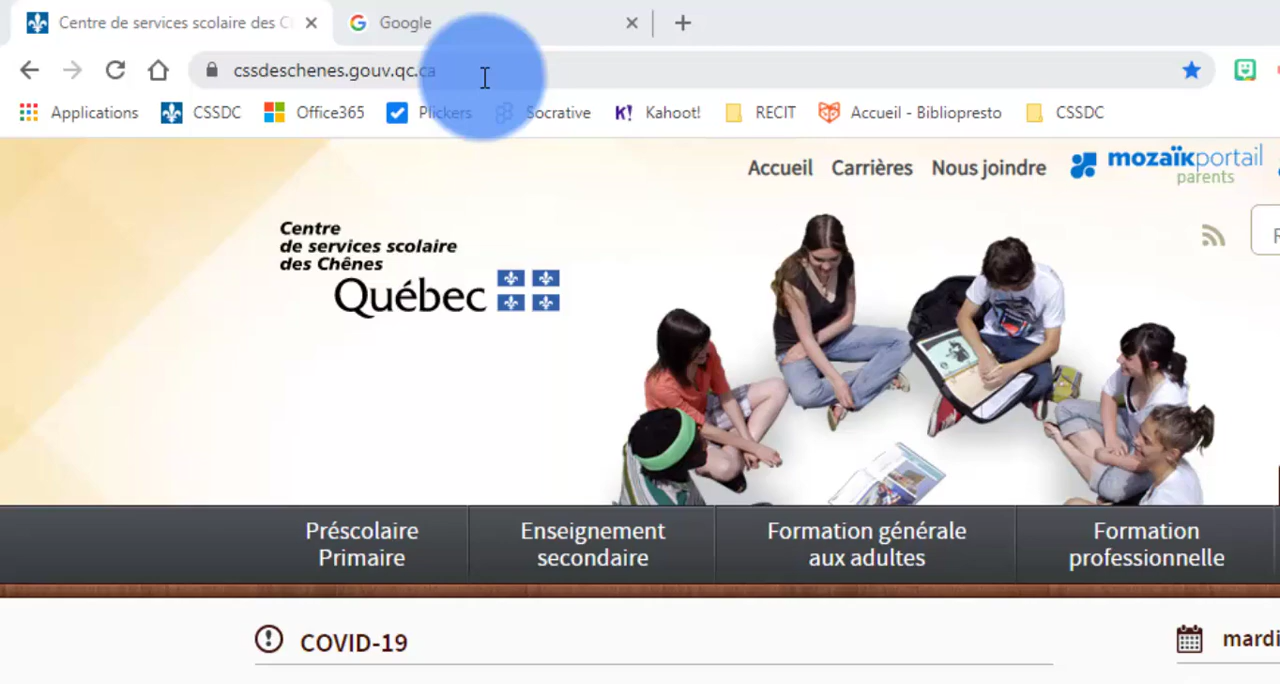 Centre de services scolaire des C
Google
cssdeschenes.gouv.qc.ca
Applications
CSSDC
Office365
Plickers
Socrative
K! Kahoot!
RECIT
Accueil - Bibliopresto
CSSDC
Accueil
Carrières
Nous joindre
mozaïkportail
parents
Centre
de services scolaire
des Chênes
Québec
Préscolaire
Primaire
Enseignement
secondaire
Formation générale
aux adultes
Formation
professionnelle
COVID-19
mardi